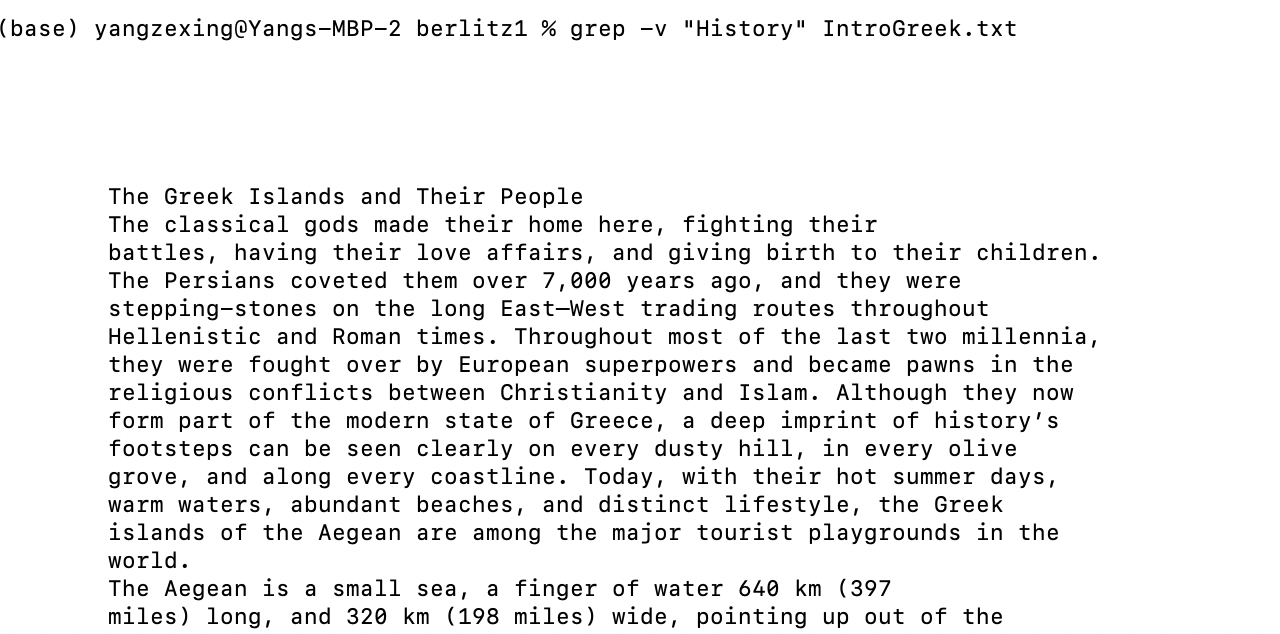 (base) yangzexing@Yangs-MBP-2 berlitz1 % grep -v "History" IntroGreek.txt
The Greek Islands and Their People
The classical gods made their home here, fighting their
battles, having their love affairs, and giving birth to their children.
The Persians coveted them over 7,000 years ago, and they were
stepping-stones on the long East–West trading routes throughout
Hellenistic and Roman times. Throughout most of the last two millennia,
they were fought over by European superpowers and became pawns in the
religious conflicts between Christianity and Islam. Although they now
form part of the modern state of Greece, a deep imprint of history’s
footsteps can be seen clearly on every dusty hill, in every olive
grove, and along every coastline. Today, with their hot summer days,
warm waters, abundant beaches, and distinct lifestyle, the Greek
islands of the Aegean are among the major tourist playgrounds in the
world.
The Aegean is a small sea, a finger of water 640 km (397
miles) long, and 320 km (198 miles) wide, pointing up out of the